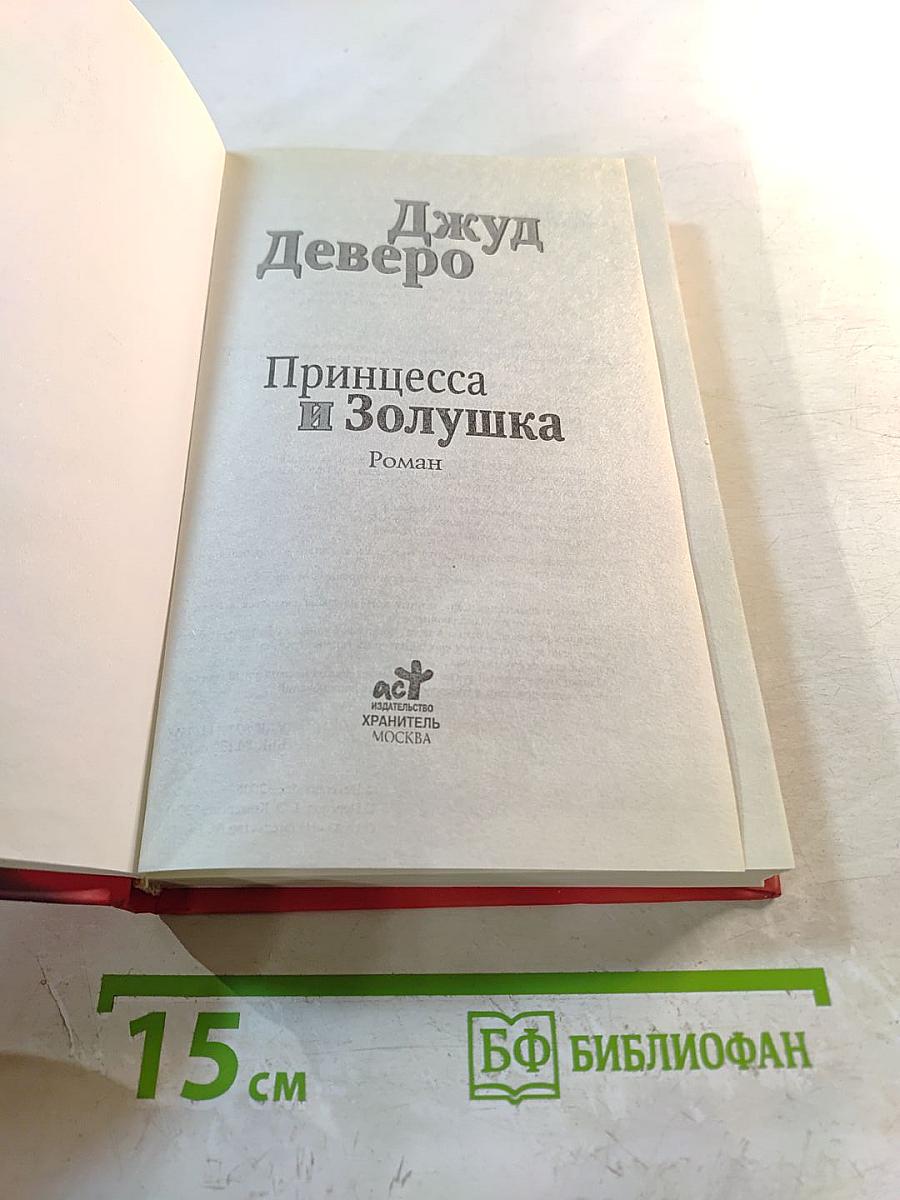 Джуд
Деверо
Принцесса
и Золушка
Роман
аст
ИЗДАТЕЛЬСТВО
ХРАНИТЕЛЬ
МОСКВА
15 см
БФ БИБЛИОФАН